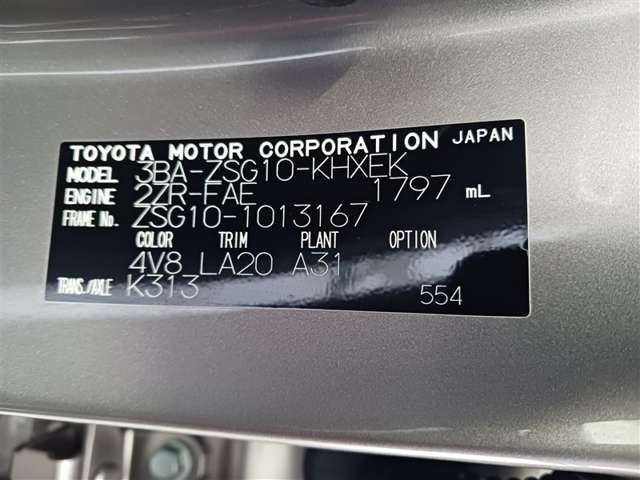 TOYOTA MOTOR CORPORATION JAPAN
MODEL 3BA-ZSG10-KHXEK
ENGINE 2ZR-FAE 1797 mL
FRAME No. ZSG10-1013167
COLOR TRIM PLANT OPTION
4V8 LA20 A31
TRANS./AXLE K313
554